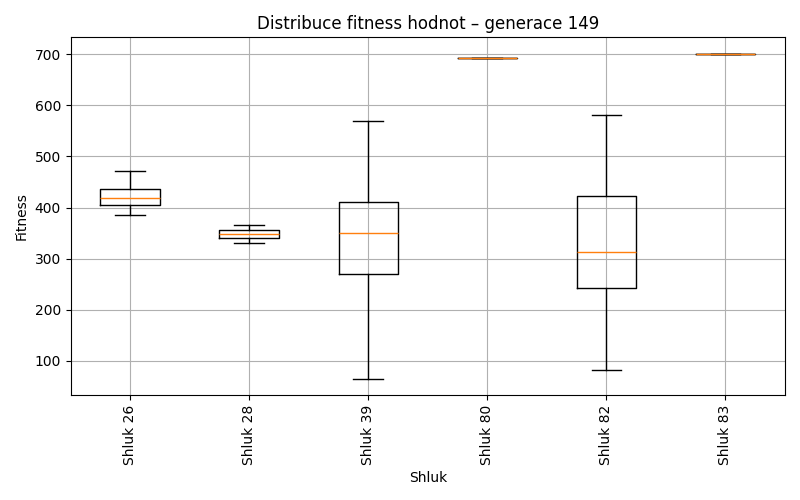 Distribuce fitness hodnot – generace 149
Fitness
700
600
500
400
300
200
100
Shluk 26
Shluk 28
Shluk 39
Shluk 80
Shluk 82
Shluk 83
Shluk